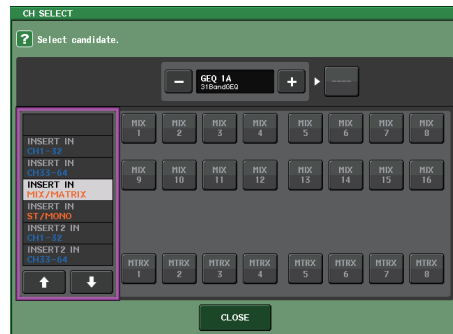 CH SELECT
? Select candidate.
− GEQ 1A + ----
31BandGEQ
INSERT IN
CH1-32
INSERT IN
CH33-64
INSERT IN
MIX/MATRIX
INSERT IN
ST/MONO
INSERT2 IN
CH1-32
INSERT2 IN
CH33-64
MIX 1 MIX 2 MIX 3 MIX 4 MIX 5 MIX 6 MIX 7 MIX 8
MIX 9 MIX 10 MIX 11 MIX 12 MIX 13 MIX 14 MIX 15 MIX 16
MTRX 1 MTRX 2 MTRX 3 MTRX 4 MTRX 5 MTRX 6 MTRX 7 MTRX 8
CLOSE